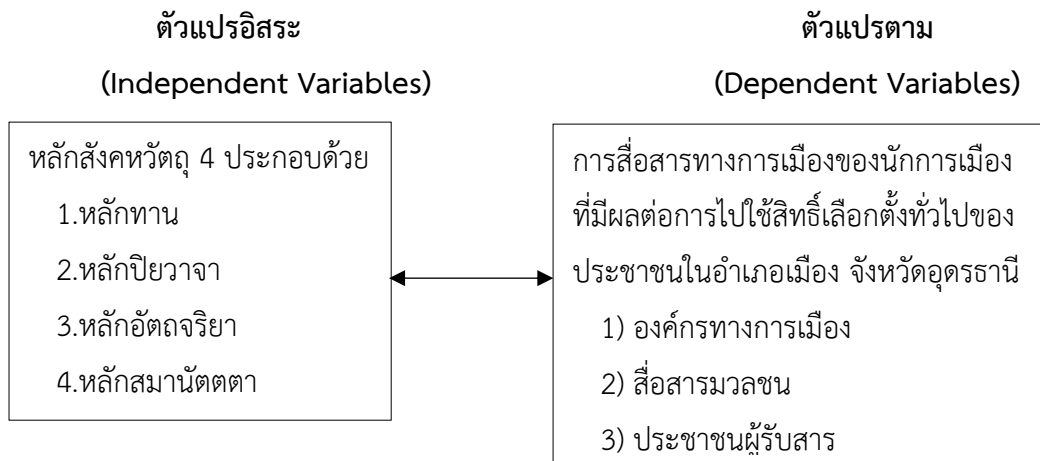 ตัวแปรอิสระ
(Independent Variables)
หลักสังคหวัตถุ 4 ประกอบด้วย
1.หลักทาน
2.หลักปิยวาจา
3.หลักอัตถจริยา
4.หลักสมานัตตตา
ตัวแปรตาม
(Dependent Variables)
การสื่อสารทางการเมืองของนักการเมือง
ที่มีผลต่อการไปใช้สิทธิ์เลือกตั้งทั่วไปของ
ประชาชนในอำเภอเมือง จังหวัดอุดรธานี
1) องค์กรทางการเมือง
2) สื่อสารมวลชน
3) ประชาชนผู้รับสาร